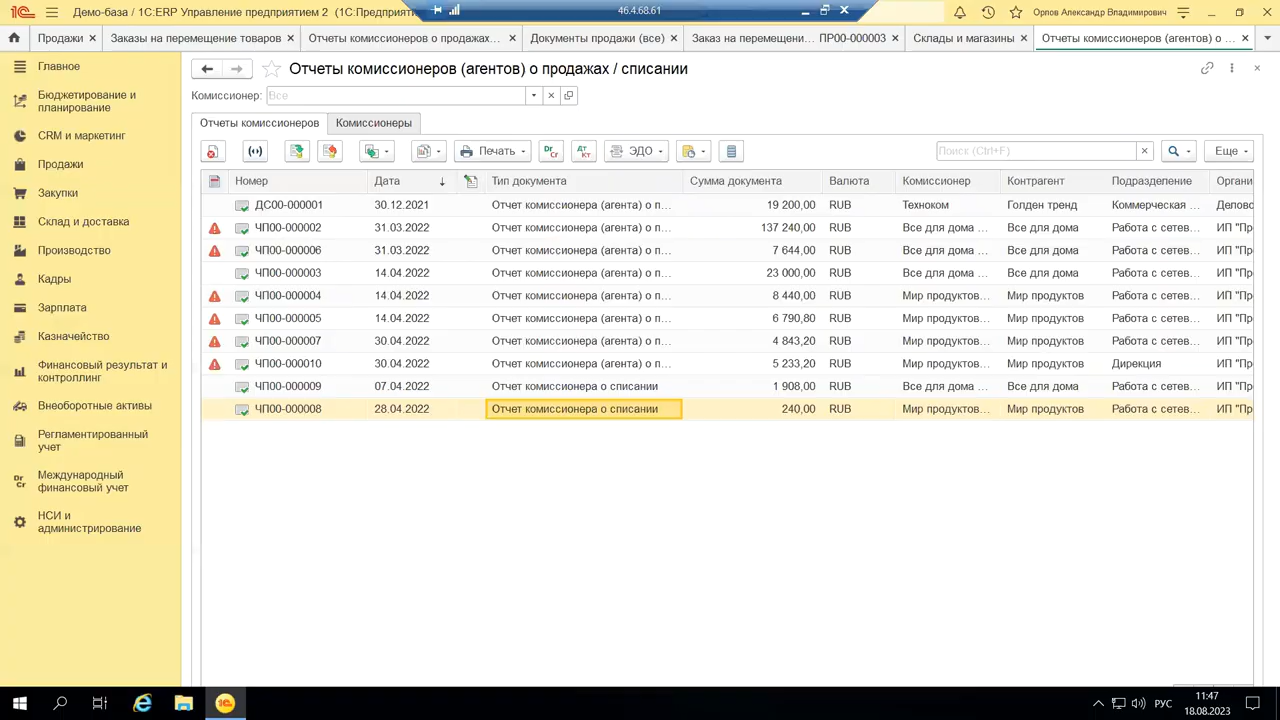 Демо-база / 1С:ERP Управление предприятием 2 (1С:Предприятие
46.4.68.61
Орлов Александр Владимирович
Продажи
Заказы на перемещение товаров
Отчеты комиссионеров о продажах...
Документы продажи (все)
Заказ на перемещени... ПР00-000003
Склады и магазины
Отчеты комиссионеров (агентов) о ...
Главное
Бюджетирование и
планирование
CRM и маркетинг
Продажи
Закупки
Склад и доставка
Производство
Кадры
Зарплата
Казначейство
Финансовый результат и
контроллинг
Внеоборотные активы
Регламентированный
учет
Международный
финансовый учет
НСИ и
администрирование
Отчеты комиссионеров (агентов) о продажах / списании
Комиссионер: Все
Отчеты комиссионеров Комиссионеры
Печать ЭДО Поиск (Ctrl+F) Еще
Номер Дата Тип документа Сумма документа Валюта Комиссионер Контрагент Подразделение Органи
ДС00-000001 30.12.2021 Отчет комиссионера (агента) о п... 19 200,00 RUB Техноком Голден тренд Коммерческая ... Делово
ЧП00-000002 31.03.2022 Отчет комиссионера (агента) о п... 137 240,00 RUB Все для дома ... Все для дома Работа с сетев... ИП "Пр
ЧП00-000006 31.03.2022 Отчет комиссионера (агента) о п... 7 644,00 RUB Все для дома ... Все для дома Работа с сетев... ИП "Пр
ЧП00-000003 14.04.2022 Отчет комиссионера (агента) о п... 23 000,00 RUB Все для дома ... Все для дома Работа с сетев... ИП "Пр
ЧП00-000004 14.04.2022 Отчет комиссионера (агента) о п... 8 440,00 RUB Мир продуктов... Мир продуктов Работа с сетев... ИП "Пр
ЧП00-000005 14.04.2022 Отчет комиссионера (агента) о п... 6 790,80 RUB Мир продуктов... Мир продуктов Работа с сетев... ИП "Пр
ЧП00-000007 30.04.2022 Отчет комиссионера (агента) о п... 4 843,20 RUB Мир продуктов... Мир продуктов Работа с сетев... ИП "Пр
ЧП00-000010 30.04.2022 Отчет комиссионера (агента) о п... 5 233,20 RUB Мир продуктов... Мир продуктов Дирекция ИП "Пр
ЧП00-000009 07.04.2022 Отчет комиссионера о списании 1 908,00 RUB Все для дома ... Все для дома Работа с сетев... ИП "Пр
ЧП00-000008 28.04.2022 Отчет комиссионера о списании 240,00 RUB Мир продуктов... Мир продуктов Работа с сетев... ИП "Пр
РУС
11:47
18.08.2023